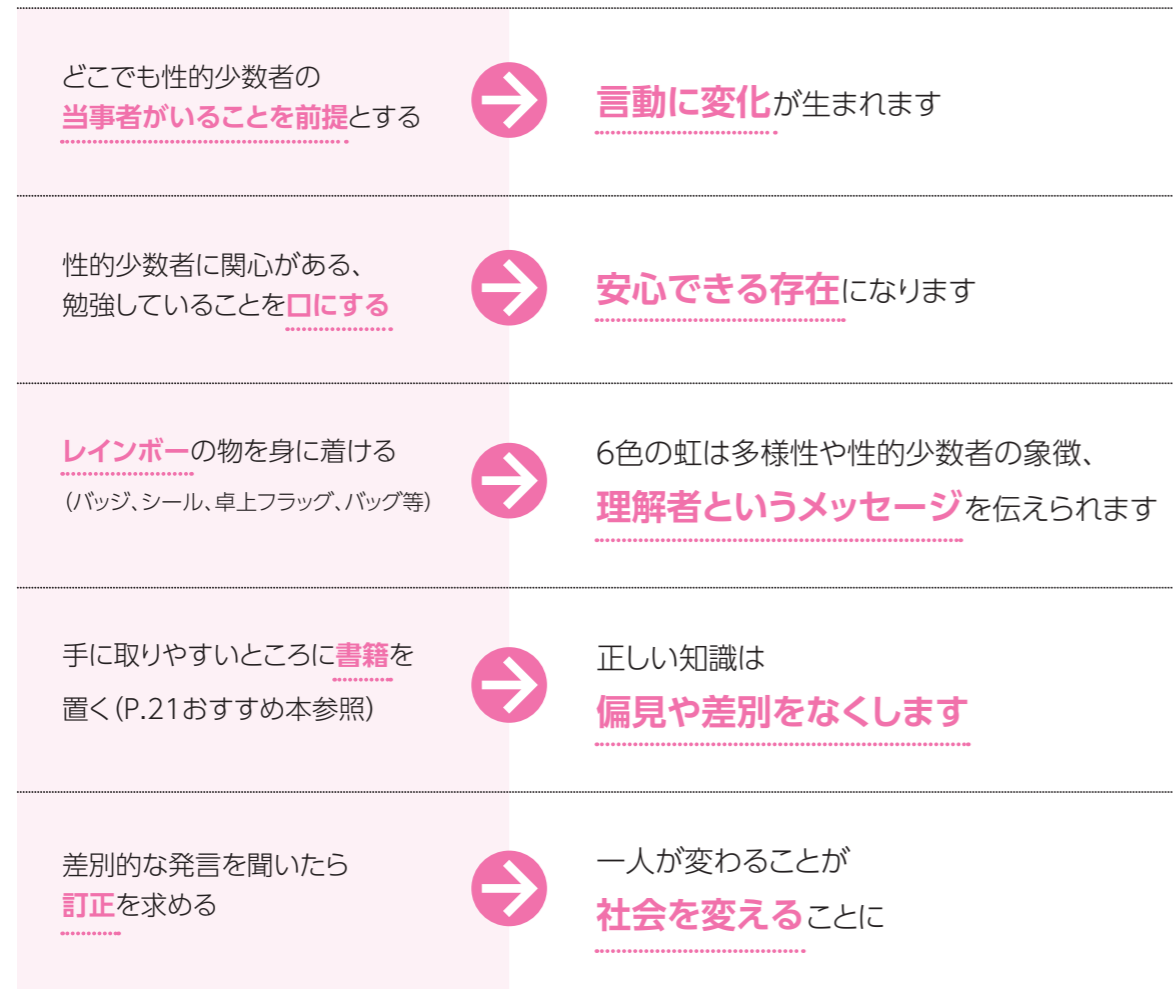 どこでも性的少数者の
当事者がいることを前提とする
言動に変化が生まれます
性的少数者に関心がある、
勉強していることを口にする
安心できる存在になります
レインボーの物を身に着ける
（バッジ、シール、卓上フラッグ、バッグ等）
6色の虹は多様性や性的少数者の象徴、
理解者というメッセージを伝えられます
手に取りやすいところに書籍を
置く（P.21おすすめ本参照）
正しい知識は
偏見や差別をなくします
差別的な発言を聞いたら
訂正を求める
一人が変わることが
社会を変えることに